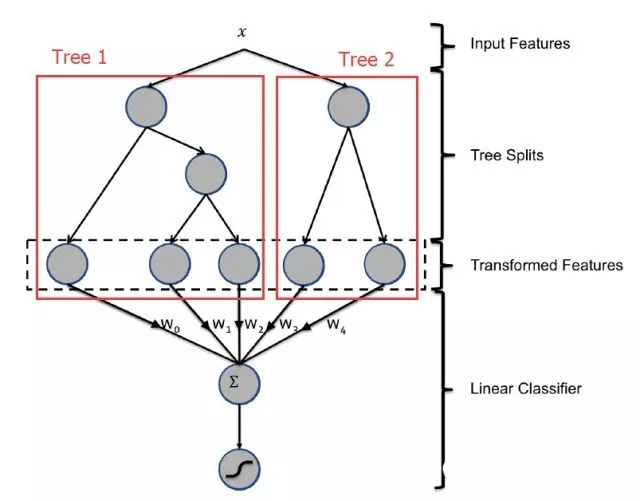 x
Input Features
Tree 1
Tree 2
Tree Splits
Transformed Features
W₀ W₁ W₂ W₃ W₄
Σ
Linear Classifier